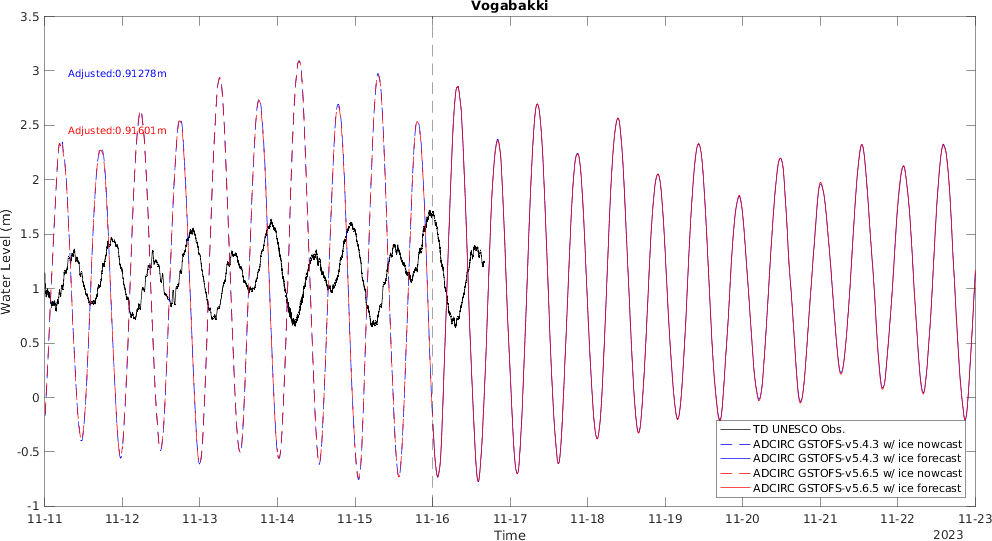 Vogabakki
3.5
3
2.5
2
1.5
1
0.5
0
-0.5
-1
Water Level (m)
Adjusted:0.91278m
Adjusted:0.91601m
TD UNESCO Obs.
ADCIRC GSTOFS-v5.4.3 w/ ice nowcast
ADCIRC GSTOFS-v5.4.3 w/ ice forecast
ADCIRC GSTOFS-v5.6.5 w/ ice nowcast
ADCIRC GSTOFS-v5.6.5 w/ ice forecast
11-11 11-12 11-13 11-14 11-15 11-16 11-17 11-18 11-19 11-20 11-21 11-22 11-23
Time
2023